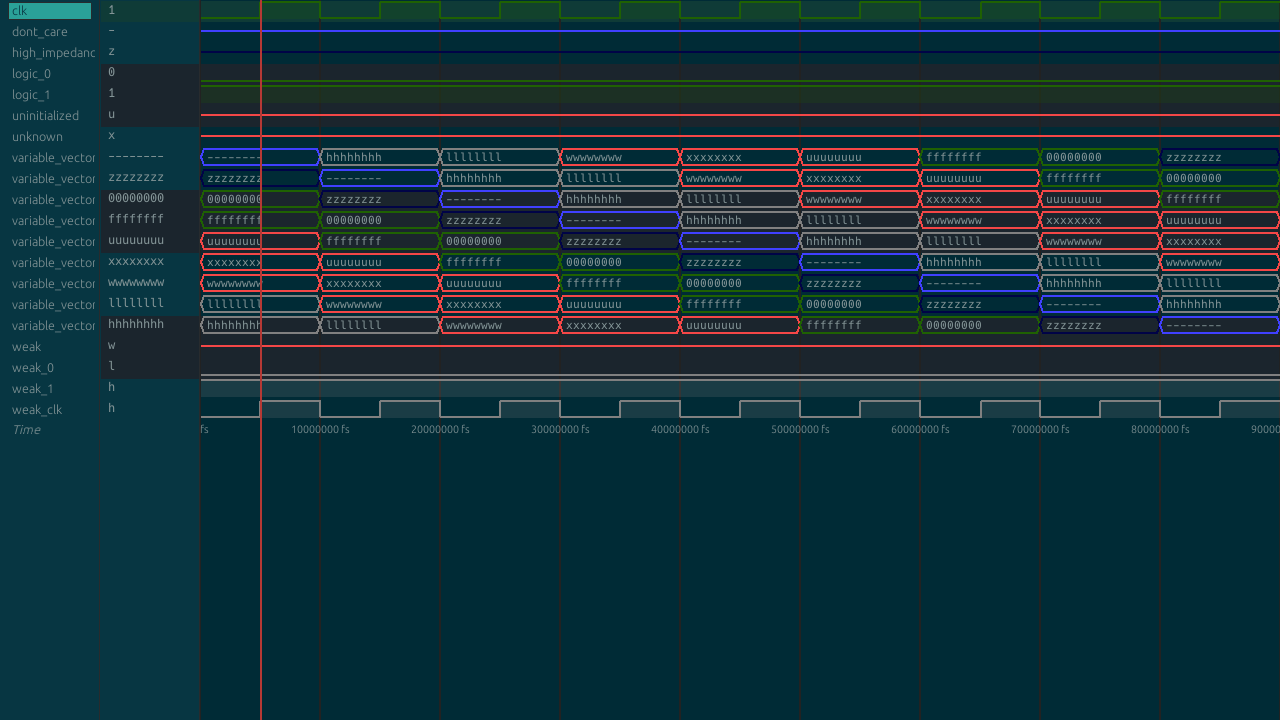 clk 1
dont_care –
high_impedanc z
logic_0 0
logic_1 1
uninitialized u
unknown x
variable_vector -------- -------- hhhhhhhh llllllll wwwwwwww xxxxxxxx uuuuuuuu ffffffff 00000000 zzzzzzzz
variable_vector zzzzzzzz zzzzzzzz -------- hhhhhhhh llllllll wwwwwwww xxxxxxxx uuuuuuuu ffffffff 00000000
variable_vector 00000000 00000000 zzzzzzzz -------- hhhhhhhh llllllll wwwwwwww xxxxxxxx uuuuuuuu ffffffff
variable_vector ffffffff ffffffff 00000000 zzzzzzzz -------- hhhhhhhh llllllll wwwwwwww xxxxxxxx uuuuuuuu
variable_vector uuuuuuuu uuuuuuuu ffffffff 00000000 zzzzzzzz -------- hhhhhhhh llllllll wwwwwwww xxxxxxxx
variable_vector xxxxxxxx xxxxxxxx uuuuuuuu ffffffff 00000000 zzzzzzzz -------- hhhhhhhh llllllll wwwwwwww
variable_vector wwwwwwww wwwwwwww xxxxxxxx uuuuuuuu ffffffff 00000000 zzzzzzzz -------- hhhhhhhh llllllll
variable_vector llllllll llllllll wwwwwwww xxxxxxxx uuuuuuuu ffffffff 00000000 zzzzzzzz -------- hhhhhhhh
variable_vector hhhhhhhh hhhhhhhh llllllll wwwwwwww xxxxxxxx uuuuuuuu ffffffff 00000000 zzzzzzzz --------
weak w
weak_0 l
weak_1 h
weak_clk h
Time fs 10000000 fs 20000000 fs 30000000 fs 40000000 fs 50000000 fs 60000000 fs 70000000 fs 80000000 fs 90000